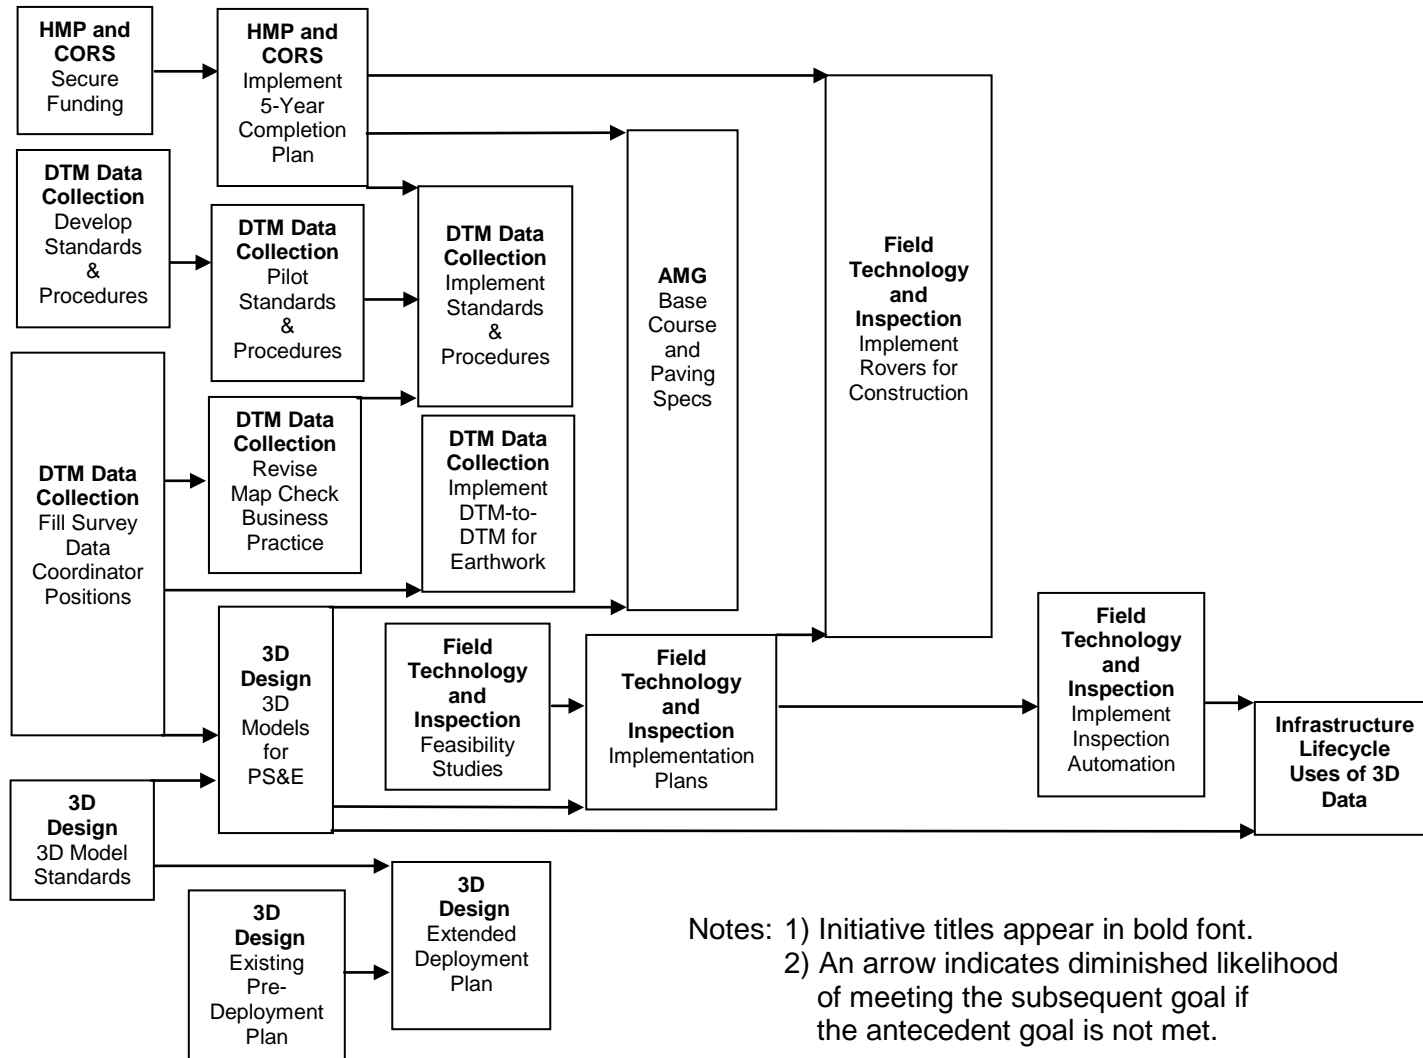 HMP and
CORS
Secure
Funding
HMP and
CORS
Implement
5-Year
Completion
Plan
DTM Data
Collection
Develop
Standards
&
Procedures
DTM Data
Collection
Pilot
Standards
&
Procedures
DTM Data
Collection
Implement
Standards
&
Procedures
AMG
Base
Course
and
Paving
Specs
Field
Technology
and
Inspection
Implement
Rovers for
Construction
DTM Data
Collection
Fill Survey
Data
Coordinator
Positions
DTM Data
Collection
Revise
Map Check
Business
Practice
DTM Data
Collection
Implement
DTM-to-
DTM for
Earthwork
3D
Design
3D
Models
for
PS&E
Field
Technology
and
Inspection
Feasibility
Studies
Field
Technology
and
Inspection
Implementation
Plans
Field
Technology
and
Inspection
Implement
Inspection
Automation
Infrastructure
Lifecycle
Uses of 3D
Data
3D
Design
3D Model
Standards
3D
Design
Existing
Pre-
Deployment
Plan
3D
Design
Extended
Deployment
Plan
Notes: 1) Initiative titles appear in bold font.
2) An arrow indicates diminished likelihood
of meeting the subsequent goal if
the antecedent goal is not met.